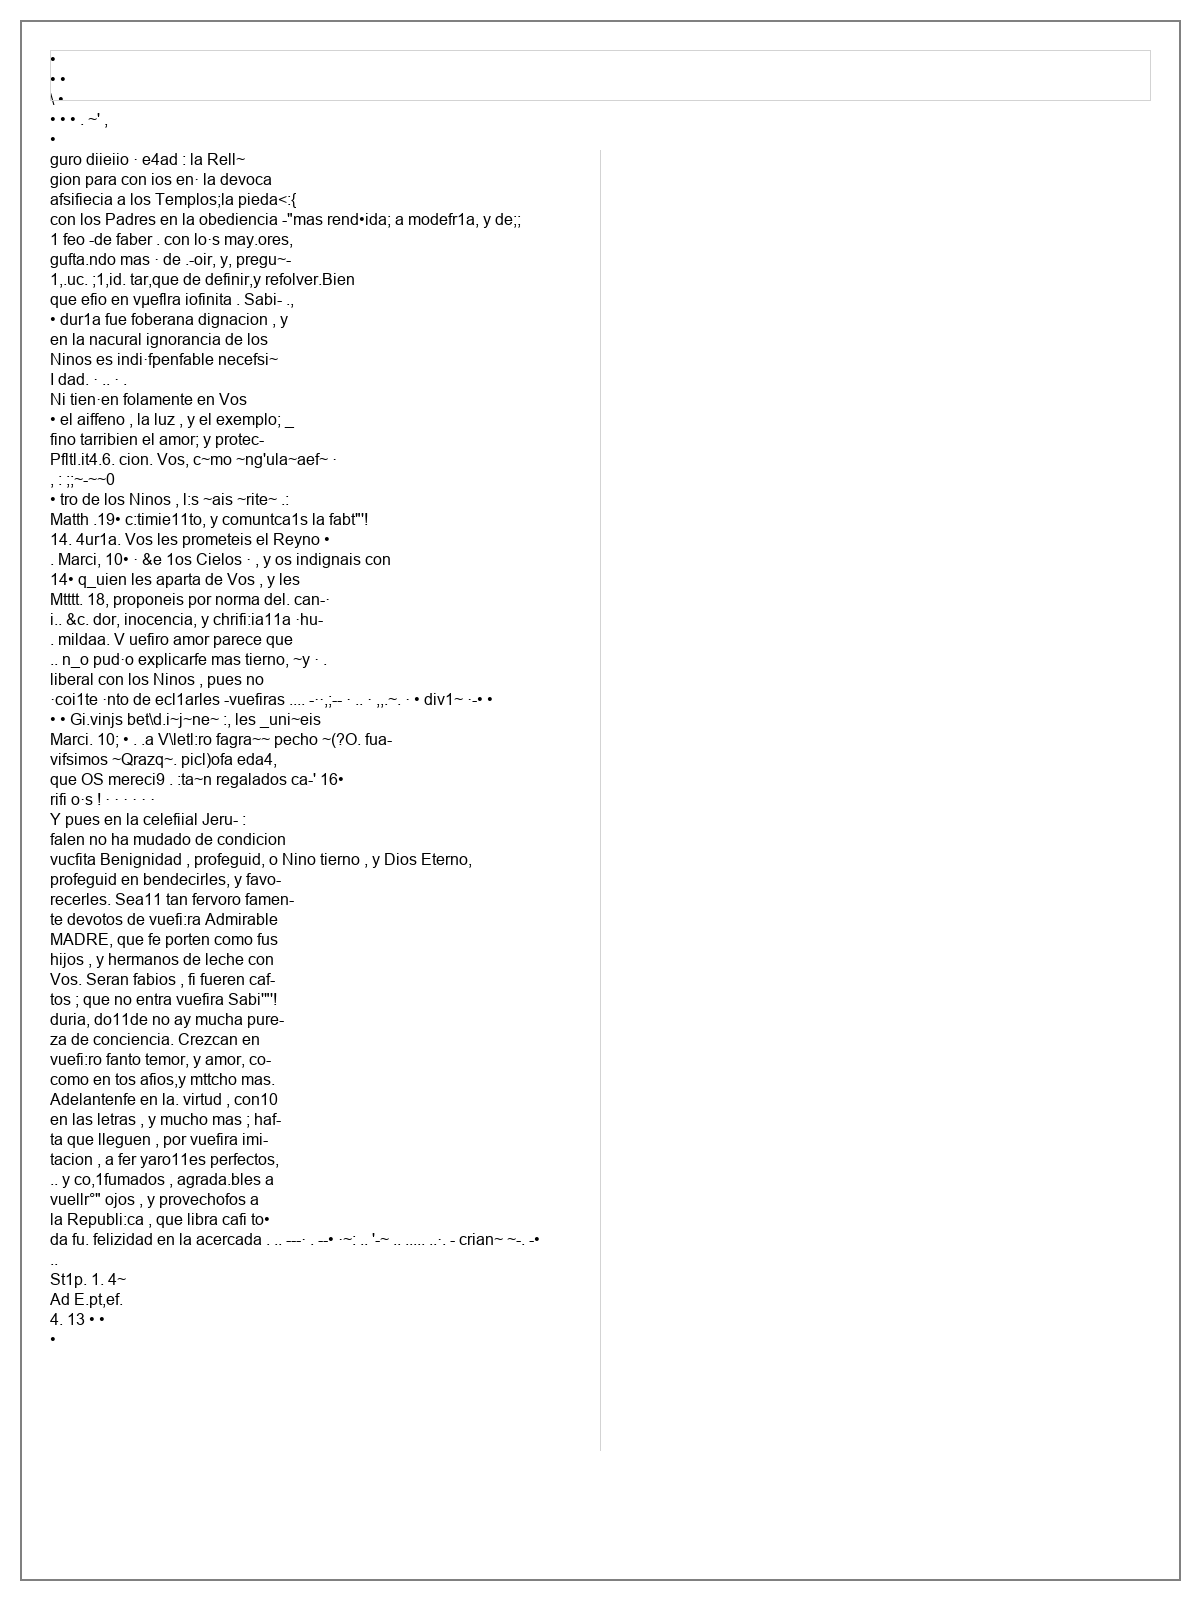 •
• •
\ •
• • • . ~' ,
•
guro diieiio · e4ad : la Rell~
gion para con ios en· la devoca
afsifiecia a los Templos;la pieda<:{
con los Padres en la obediencia -"mas rend•ida; a modefr1a, y de;;
1 feo -de faber . con lo·s may.ores,
gufta.ndo mas · de .-oir, y, pregu~-
1,.uc. ;1,id. tar,que de definir,y refolver.Bien
que efio en vµeflra iofinita . Sabi- .,
• dur1a fue foberana dignacion , y
en la nacural ignorancia de los
Ninos es indi·fpenfable necefsi~
I dad. · .. · .
Ni tien·en folamente en Vos
• el aiffeno , la luz , y el exemplo; _
fino tarribien el amor; y protec-
Pfltl.it4.6. cion. Vos, c~mo ~ng'ula~aef~ ·
, : ;;~-~~0
• tro de los Ninos , l:s ~ais ~rite~ .:
Matth .19• c:timie11to, y comuntca1s la fabt"'!
14. 4ur1a. Vos les prometeis el Reyno •
. Marci, 10• · &e 1os Cielos · , y os indignais con
14• q_uien les aparta de Vos , y les
Mtttt. 18, proponeis por norma del. can-·
i.. &c. dor, inocencia, y chrifi:ia11a ·hu-
. mildaa. V uefiro amor parece que
.. n_o pud·o explicarfe mas tierno, ~y · .
liberal con los Ninos , pues no
·coi1te ·nto de ecl1arles -vuefiras .... -··,;-- · .. · ,,.~. · • div1~ ·-• •
• • Gi.vinjs bet\d.i~j~ne~ :, les _uni~eis
Marci. 10; • . .a V\letl:ro fagra~~ pecho ~(?O. fua-
vifsimos ~Qrazq~. picl)ofa eda4,
que OS mereci9 . :ta~n regalados ca-' 16•
rifi o·s ! · · · · · ·
Y pues en la celefiial Jeru- :
falen no ha mudado de condicion
vucfita Benignidad , profeguid, o Nino tierno , y Dios Eterno,
profeguid en bendecirles, y favo-
recerles. Sea11 tan fervoro famen-
te devotos de vuefi:ra Admirable
MADRE, que fe porten como fus
hijos , y hermanos de leche con
Vos. Seran fabios , fi fueren caf-
tos ; que no entra vuefira Sabi'"'!
duria, do11de no ay mucha pure-
za de conciencia. Crezcan en
vuefi:ro fanto temor, y amor, co-
como en tos afios,y mttcho mas.
Adelantenfe en la. virtud , con10
en las letras , y mucho mas ; haf-
ta que lleguen , por vuefira imi-
tacion , a fer yaro11es perfectos,
.. y co,1fumados , agrada.bles a
vuellr°" ojos , y provechofos a
la Republi:ca , que libra cafi to•
da fu. felizidad en la acercada . .. ---· . --• ·~: .. '-~ .. ..... ..·. - crian~ ~-. -•
..
St1p. 1. 4~
Ad E.pt,ef.
4. 13 • •
•